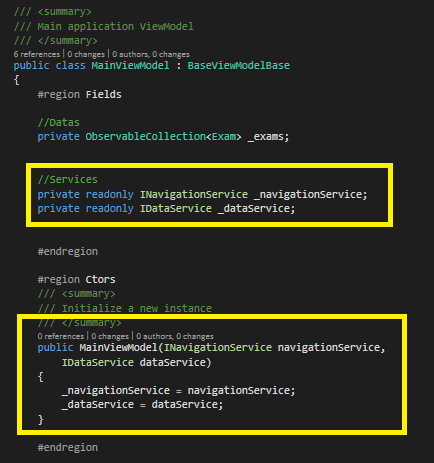 /// <summary>
/// Main application ViewModel
/// </summary>
6 references | 0 changes | 0 authors, 0 changes
public class MainViewModel : BaseViewModelBase
{
#region Fields
//Datas
private ObservableCollection<Exam> _exams;
//Services
private readonly INavigationService _navigationService;
private readonly IDataService _dataService;
#endregion
#region Ctors
/// <summary>
/// Initialize a new instance
/// </summary>
0 references | 0 changes | 0 authors, 0 changes
public MainViewModel(INavigationService navigationService,
IDataService dataService)
{
_navigationService = navigationService;
_dataService = dataService;
}
#endregion